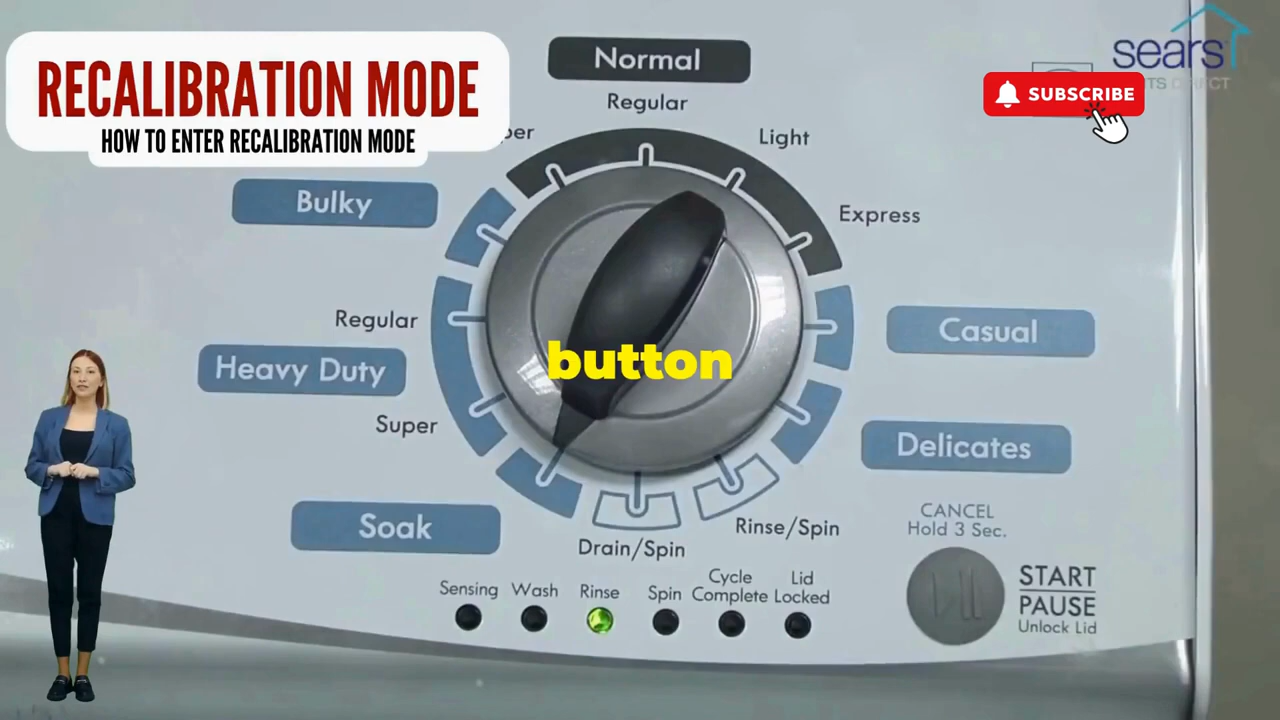 RECALIBRATION MODE
HOW TO ENTER RECALIBRATION MODE
sears
DIRECT
SUBSCRIBE
Normal
Regular
Light
Express
Bulky
Regular
Heavy Duty
Super
Soak
button
Casual
Delicates
Rinse/Spin
Drain/Spin
CANCEL
Hold 3 Sec.
START
PAUSE
Unlock Lid
Sensing
Wash
Rinse
Spin
Cycle
Complete
Lid
Locked